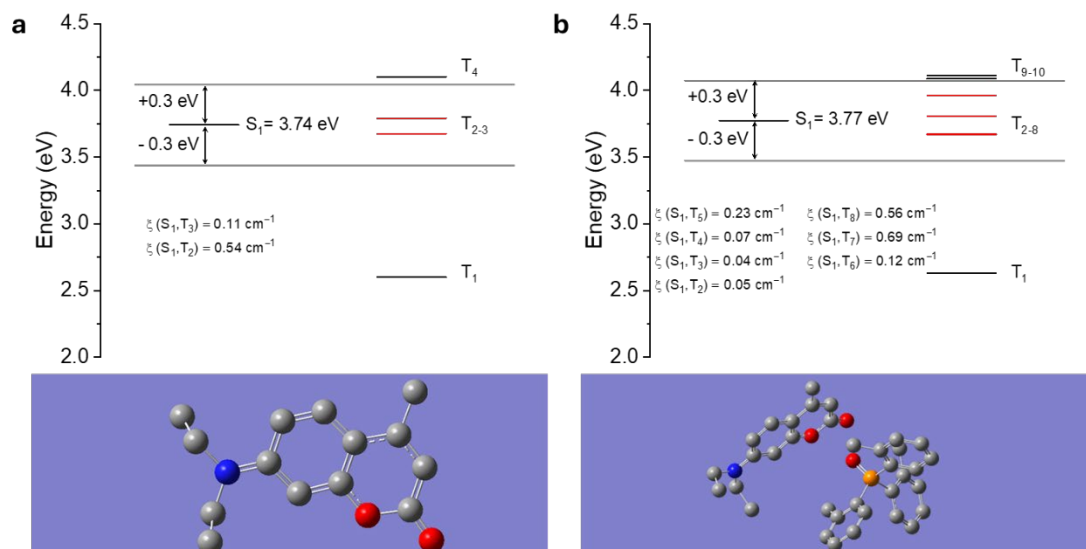 a
4.5
4.0
3.5
3.0
2.5
2.0
Energy (eV)
+0.3 eV
- 0.3 eV
S₁= 3.74 eV
T₄
T₂₋₃
T₁
ξ (S₁,T₃) = 0.11 cm⁻¹
ξ (S₁,T₂) = 0.54 cm⁻¹
b
4.5
4.0
3.5
3.0
2.5
2.0
Energy (eV)
+0.3 eV
- 0.3 eV
S₁= 3.77 eV
T₉₋₁₀
T₂₋₈
T₁
ξ (S₁,T₅) = 0.23 cm⁻¹
ξ (S₁,T₄) = 0.07 cm⁻¹
ξ (S₁,T₃) = 0.04 cm⁻¹
ξ (S₁,T₂) = 0.05 cm⁻¹
ξ (S₁,T₈) = 0.56 cm⁻¹
ξ (S₁,T₇) = 0.69 cm⁻¹
ξ (S₁,T₆) = 0.12 cm⁻¹